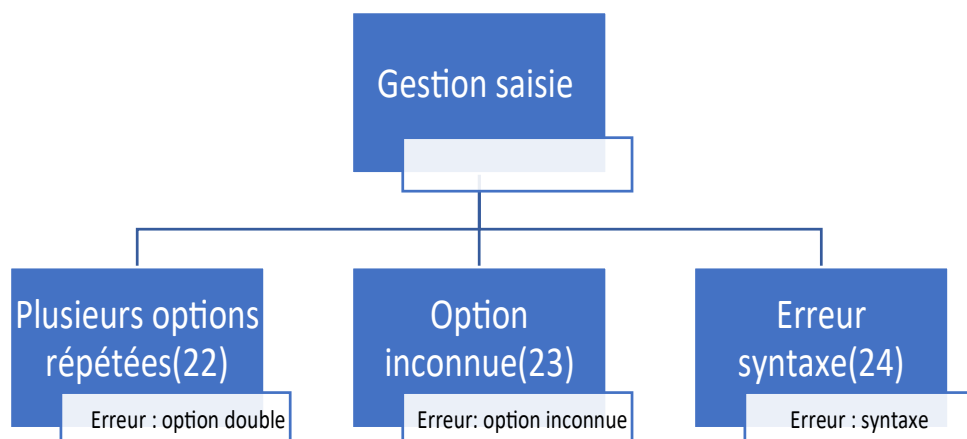 Gestion saisie
Plusieurs options
répétées(22)
Erreur : option double
Option
inconnue(23)
Erreur: option inconnue
Erreur
syntaxe(24)
Erreur : syntaxe